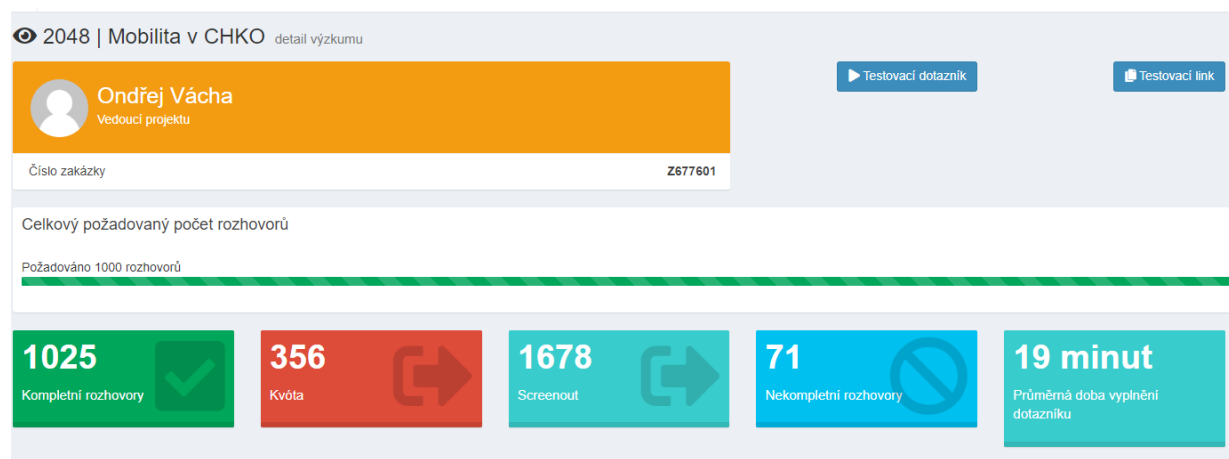 2048 | Mobilita v CHKO detail výzkumu
Testovací dotazník
Testovací link
Ondřej Vácha
Vedoucí projektu
Číslo zakázky Z677601
Celkový požadovaný počet rozhovorů
Požadováno 1000 rozhovorů
1025
Kompletní rozhovory
356
Kvóta
1678
Screenout
71
Nekompletní rozhovory
19 minut
Průměrná doba vyplnění
dotazníku